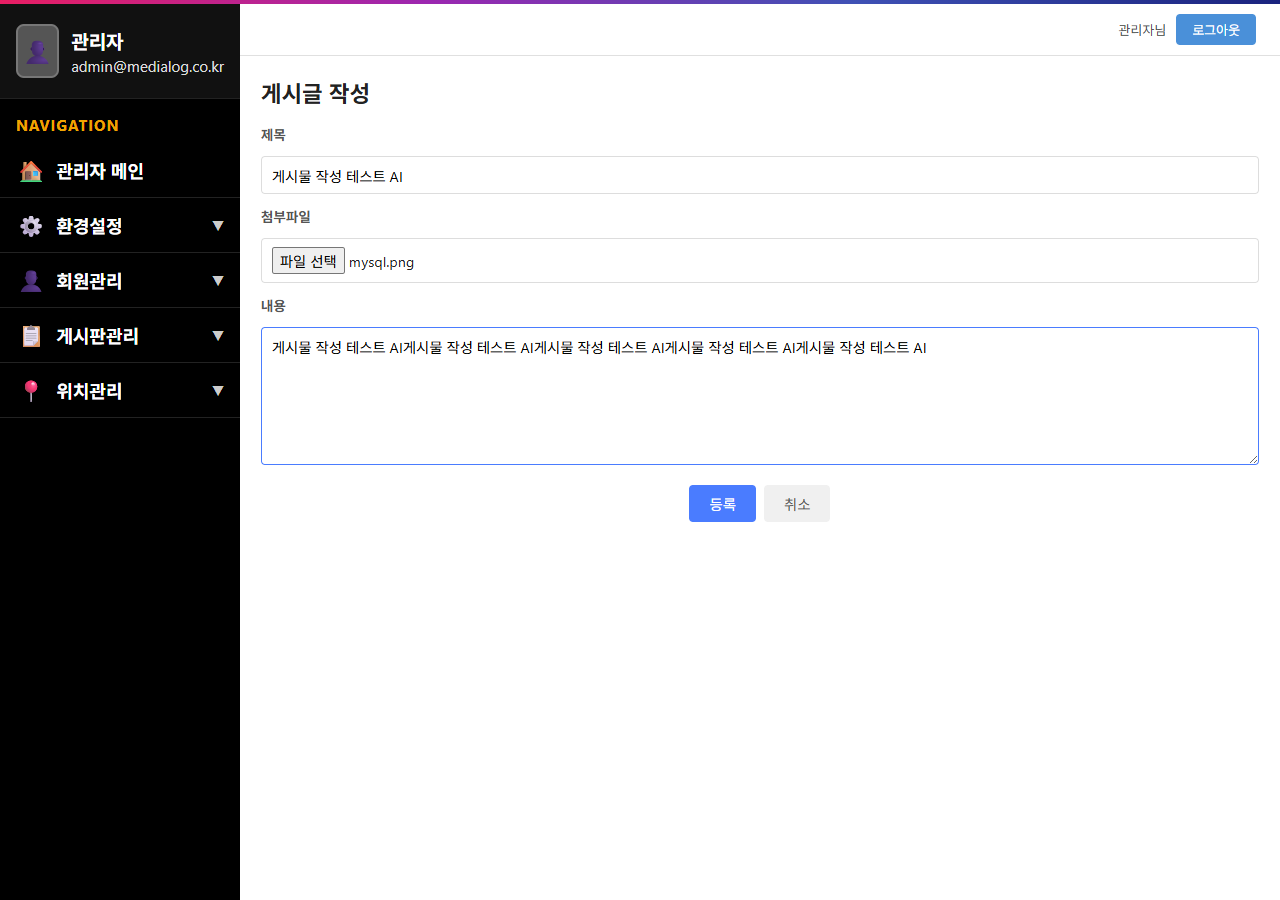 관리자
admin@medialog.co.kr
관리자님
로그아웃
NAVIGATION
관리자 메인
환경설정 ▼
회원관리 ▼
게시판관리 ▼
위치관리 ▼
게시글 작성
제목
게시물 작성 테스트 AI
첨부파일
파일 선택 mysql.png
내용
게시물 작성 테스트 AI게시물 작성 테스트 AI게시물 작성 테스트 AI게시물 작성 테스트 AI게시물 작성 테스트 AI
등록
취소